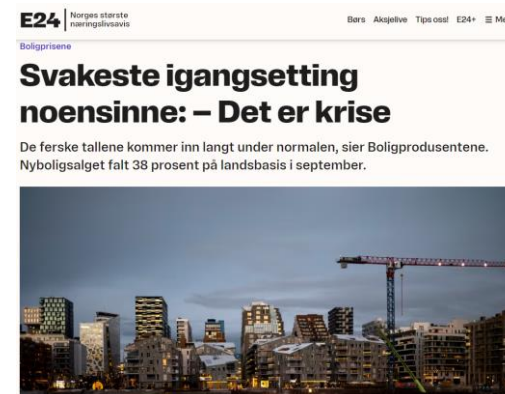 E24 Norges største næringslivsavis
Børs Aksjelive Tips oss! E24+ ☰
Boligprisene
Svakeste igangsetting
noensinne: – Det er krise
De ferske tallene kommer inn langt under normalen, sier Boligprodusentene.
Nyboligsalget falt 38 prosent på landsbasis i september.